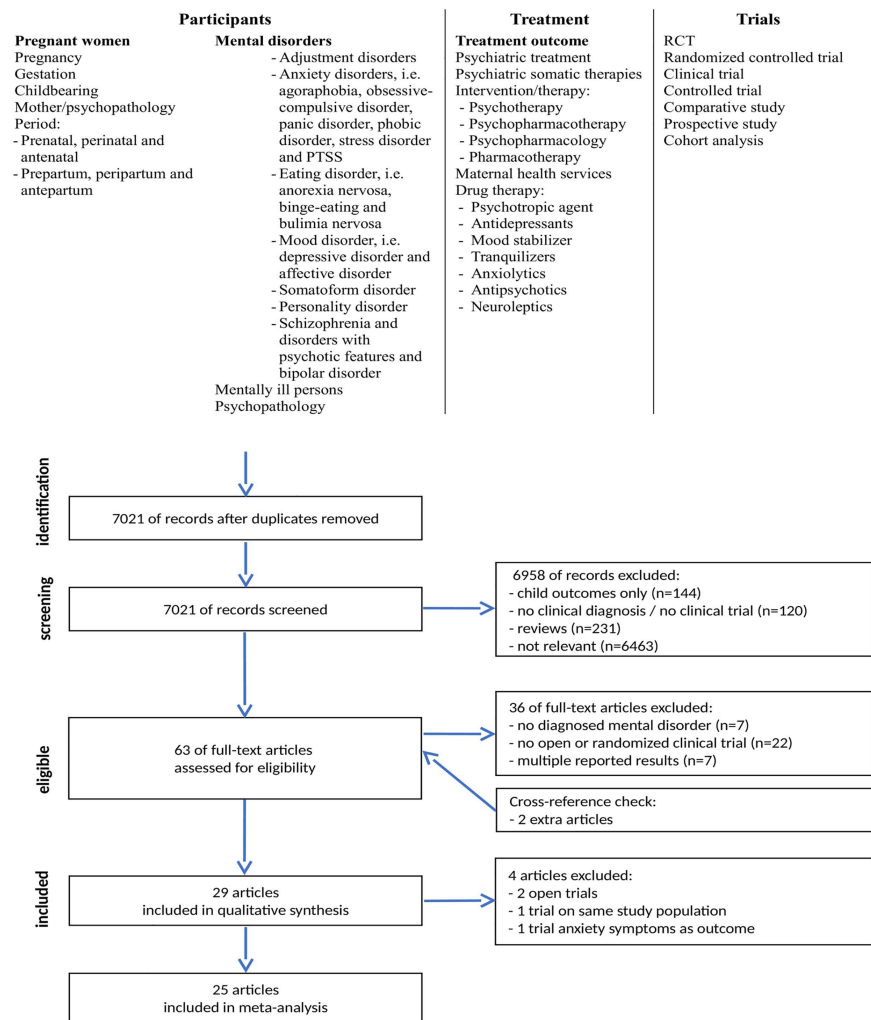 Participants
Pregnant women
Pregnancy
Gestation
Childbearing
Mother/psychopathology
Period:
- Prenatal, perinatal and
antenatal
- Prepartum, peripartum and
antepartum
Mental disorders
- Adjustment disorders
- Anxiety disorders, i.e.
agoraphobia, obsessive-
compulsive disorder,
panic disorder, phobic
disorder, stress disorder
and PTSS
- Eating disorder, i.e.
anorexia nervosa,
binge-eating and
bulimia nervosa
- Mood disorder, i.e.
depressive disorder and
affective disorder
- Somatoform disorder
- Personality disorder
- Schizophrenia and
disorders with
psychotic features and
bipolar disorder
Mentally ill persons
Psychopathology
Treatment
Treatment outcome
Psychiatric treatment
Psychiatric somatic therapies
Intervention/therapy:
- Psychotherapy
- Psychopharmacotherapy
- Psychopharmacology
- Pharmacotherapy
Maternal health services
Drug therapy:
- Psychotropic agent
- Antidepressants
- Mood stabilizer
- Tranquilizers
- Anxiolytics
- Antipsychotics
- Neuroleptics
Trials
RCT
Randomized controlled trial
Clinical trial
Controlled trial
Comparative study
Prospective study
Cohort analysis
identification
7021 of records after duplicates removed
screening
7021 of records screened
6958 of records excluded:
- child outcomes only (n=144)
- no clinical diagnosis / no clinical trial (n=120)
- reviews (n=231)
- not relevant (n=6463)
eligible
63 of full-text articles
assessed for eligibility
36 of full-text articles excluded:
- no diagnosed mental disorder (n=7)
- no open or randomized clinical trial (n=22)
- multiple reported results (n=7)
Cross-reference check:
- 2 extra articles
included
29 articles
included in qualitative synthesis
4 articles excluded:
- 2 open trials
- 1 trial on same study population
- 1 trial anxiety symptoms as outcome
25 articles
included in meta-analysis